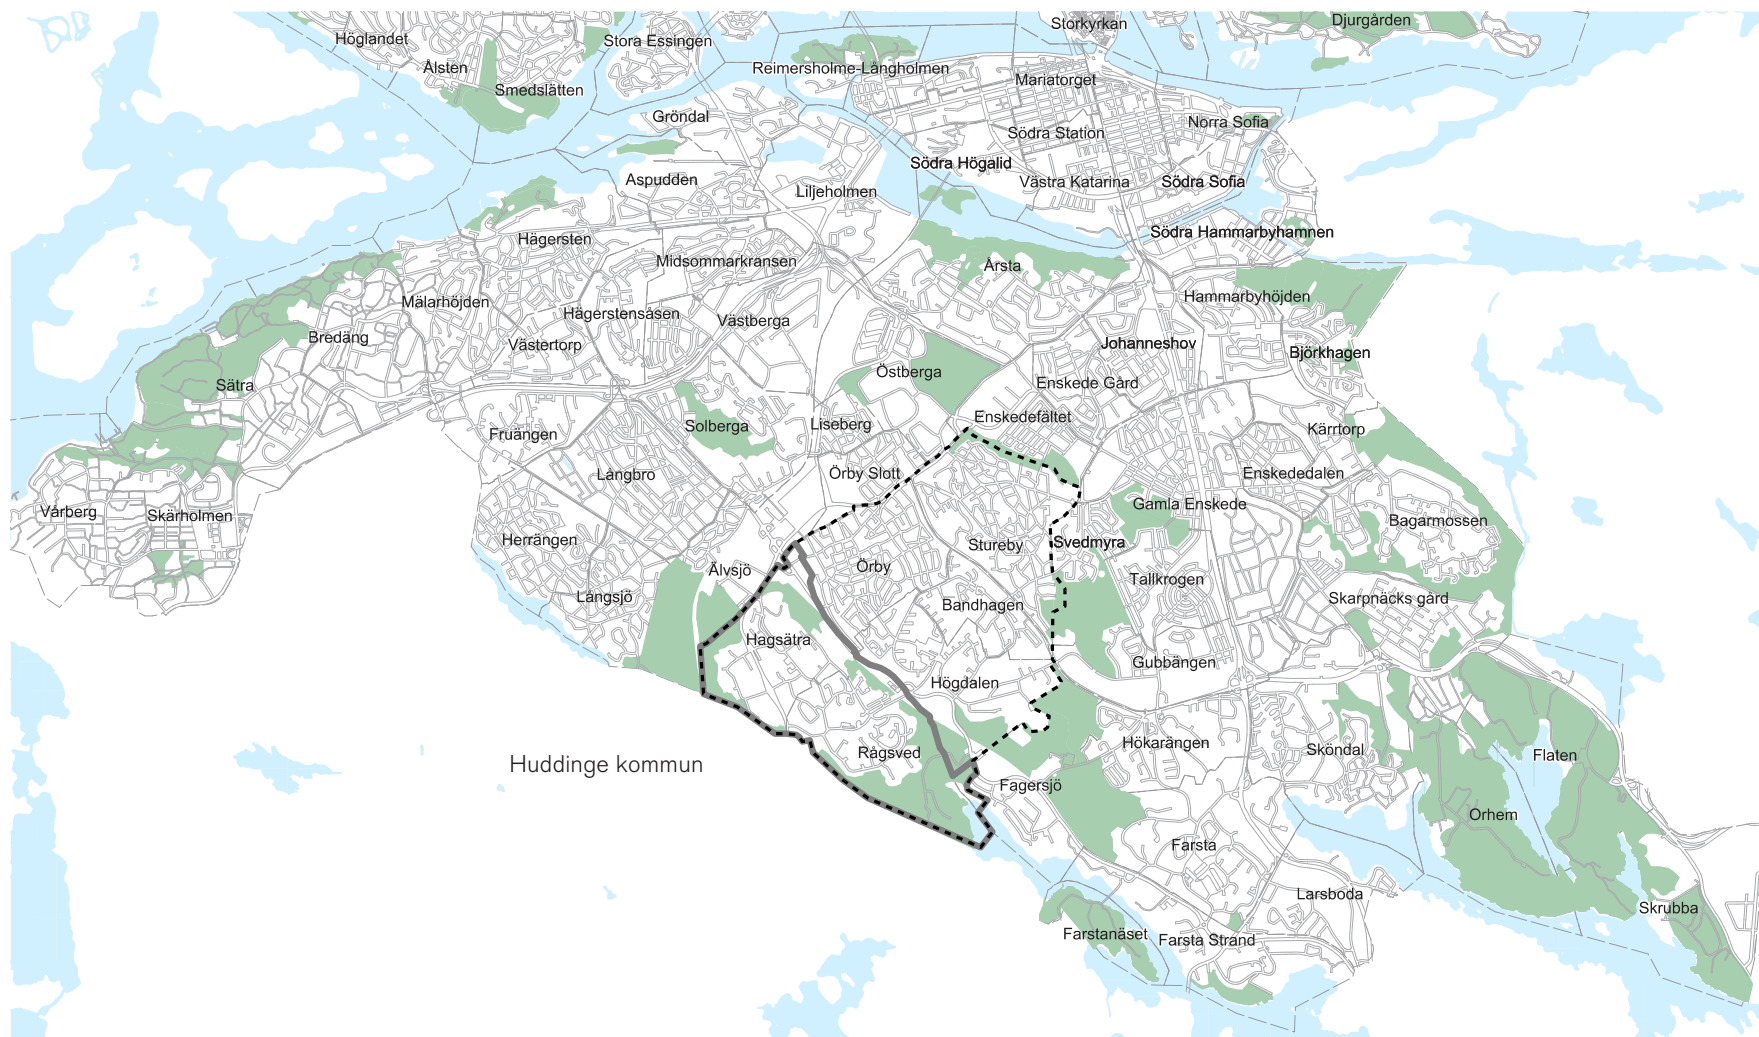 Storkyrkan
Djurgården
Höglandet
Stora Essingen
Ålsten
Reimersholme-Långholmen
Mariatorget
Smedslätten
Gröndal
Norra Sofia
Södra Station
Södra Högalid
Aspudden
Västra Katarina
Södra Sofia
Liljeholmen
Södra Hammarbyhamnen
Hägersten
Midsommarkransen
Årsta
Mälarhöjden
Hammarbyhöjden
Hägerstensåsen
Västberga
Bredäng
Västertorp
Johanneshov
Björkhagen
Sätra
Östberga
Enskede Gård
Enskedefältet
Solberga
Liseberg
Fruängen
Kärrtorp
Långbro
Örby Slott
Enskededalen
Gamla Enskede
Vårberg
Skärholmen
Bagarmossen
Herrängen
Stureby
Svedmyra
Älvsjö
Örby
Tallkrogen
Långsjö
Bandhagen
Skarpnäcks gård
Hagsätra
Gubbängen
Högdalen
Hökarängen
Rågsved
Sköndal
Flaten
Huddinge kommun
Fagersjö
Orhem
Farsta
Larsboda
Skrubba
Farstanäset
Farsta Strand